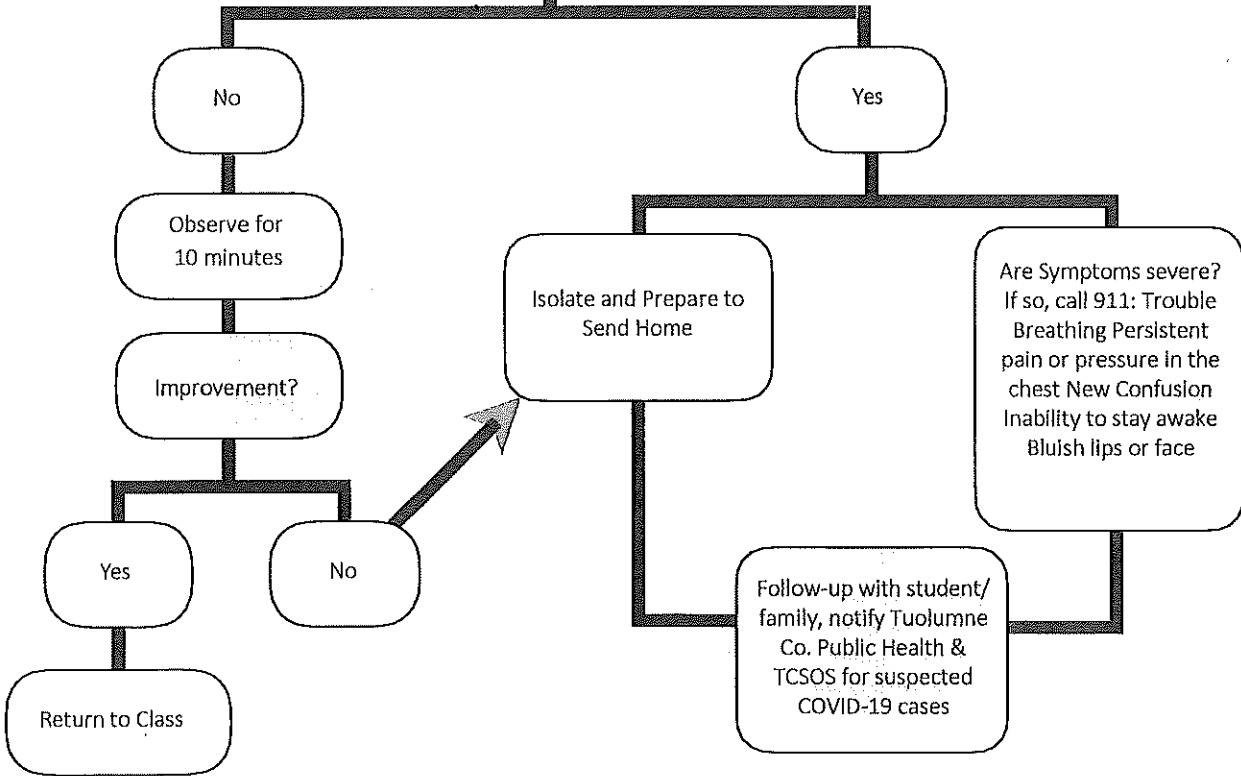 No
Yes
Observe for
10 minutes
Isolate and Prepare to
Send Home
Are Symptoms severe?
If so, call 911: Trouble
Breathing Persistent
pain or pressure in the
chest New Confusion
Inability to stay awake
Bluish lips or face
Improvement?
Yes
No
Follow-up with student/
family, notify Tuolumne
Co. Public Health &
TCSOS for suspected
COVID-19 cases
Return to Class